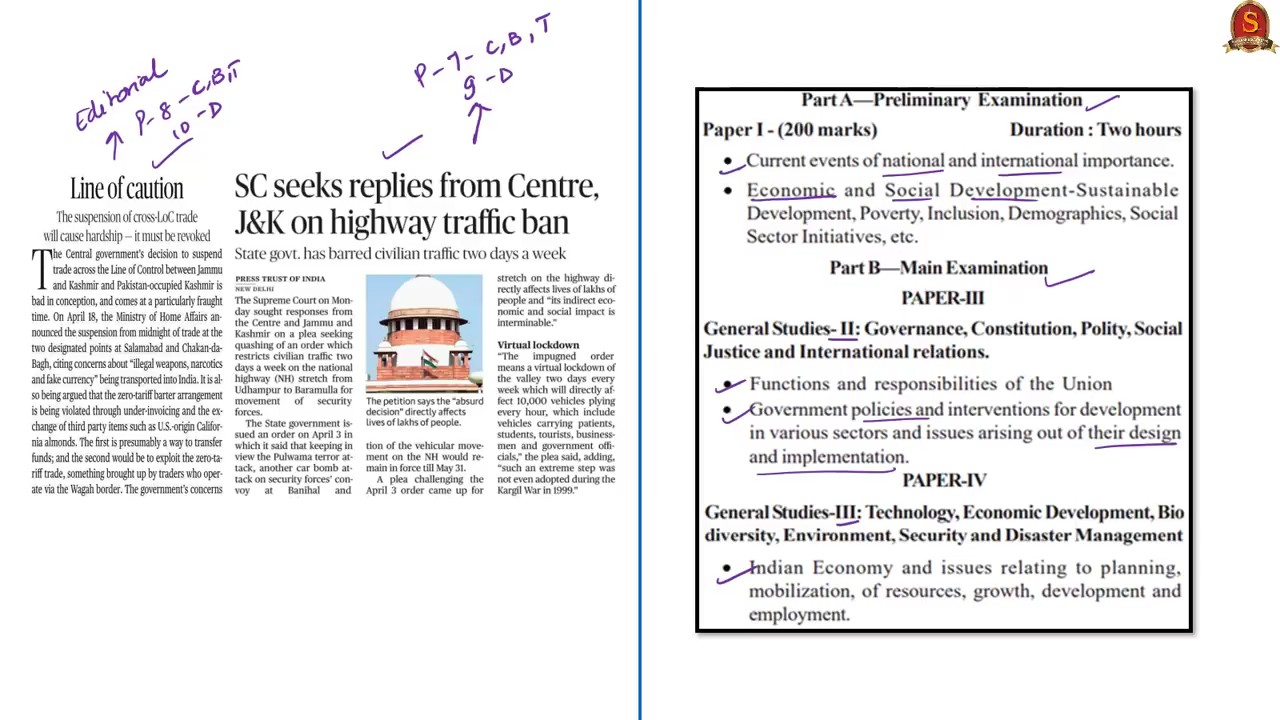 Editorial
P-8-C,B,T
10-D
P-7-C,B,T
9-D
Line of caution
The suspension of cross-LoC trade
will cause hardship — it must be revoked
The Central government's decision to suspend
trade across the Line of Control between Jammu
and Kashmir and Pakistan-occupied Kashmir is
bad in conception, and comes at a particularly fraught
time. On April 18, the Ministry of Home Affairs an-
nounced the suspension from midnight of trade at the
two designated points at Salamabad and Chakan-da-
Bagh, citing concerns about "illegal weapons, narcotics
and fake currency" being transported into India. It is al-
so being argued that the zero-tariff barter arrangement
is being violated through under-invoicing and the ex-
change of third party items such as U.S.-origin Califor-
nia almonds. The first is presumably a way to transfer
funds; and the second would be to exploit the zero-ta-
riff trade, something brought up by traders who oper-
ate via the Wagah border. The government's concerns
SC seeks replies from Centre,
J&K on highway traffic ban
State govt. has barred civilian traffic two days a week
PRESS TRUST OF INDIA
NEW DELHI
The Supreme Court on Mon-
day sought responses from
the Centre and Jammu and
Kashmir on a plea seeking
quashing of an order which
restricts civilian traffic two
days a week on the national
highway (NH) stretch from
Udhampur to Baramulla for
movement of security
forces.
The State government is-
sued an order on April 3 in
which it said that keeping in
view the Pulwama terror at-
tack, another car bomb at-
tack on security forces' con-
voy at Banihal and
The petition says the "absurd
decision" directly affects
lives of lakhs of people.
tion of the vehicular move-
ment on the NH would re-
main in force till May 31.
A plea challenging the
April 3 order came up for
stretch on the highway di-
rectly affects lives of lakhs of
people and "its indirect eco-
nomic and social impact is
interminable."
Virtual lockdown
"The impugned order
means a virtual lockdown of
the valley two days every
week which will directly af-
fect 10,000 vehicles plying
every hour, which include
vehicles carrying patients,
students, tourists, business-
men and government offi-
cials," the plea said, adding,
"such an extreme step was
not even adopted during the
Kargil War in 1999."
S
Part A—Preliminary Examination
Paper I - (200 marks) Duration : Two hours
• Current events of national and international importance.
• Economic and Social Development-Sustainable
Development, Poverty, Inclusion, Demographics, Social
Sector Initiatives, etc.
Part B—Main Examination
PAPER-III
General Studies- II: Governance, Constitution, Polity, Social
Justice and International relations.
• Functions and responsibilities of the Union
• Government policies and interventions for development
in various sectors and issues arising out of their design
and implementation.
PAPER-IV
General Studies-III: Technology, Economic Development, Bio
diversity, Environment, Security and Disaster Management
• Indian Economy and issues relating to planning,
mobilization, of resources, growth, development and
employment.